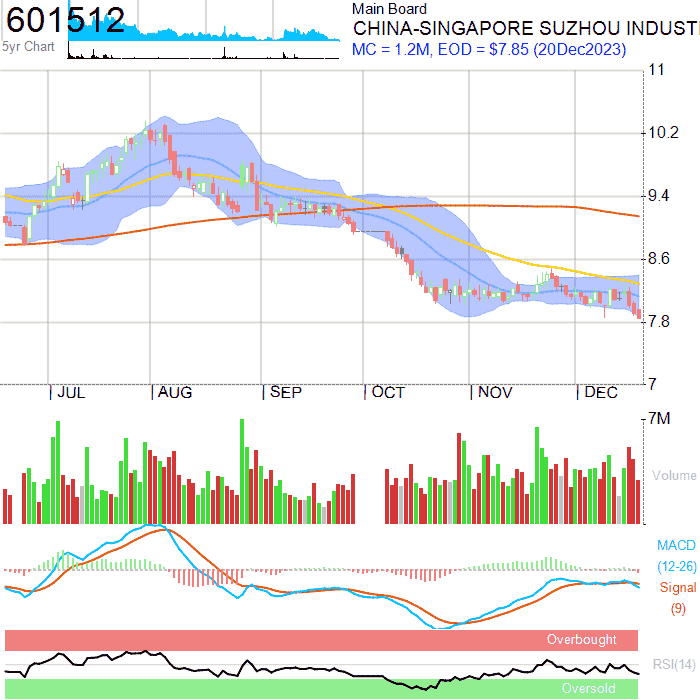 601512
5yr Chart
Main Board
CHINA-SINGAPORE SUZHOU INDUST
MC = 1.2M, EOD = $7.85 (20Dec2023)
11
10.2
9.4
8.6
7.8
7
JUL AUG SEP OCT NOV DEC
7M
Volume
MACD
(12-26)
Signal
(9)
Overbought
RSI(14)
Oversold